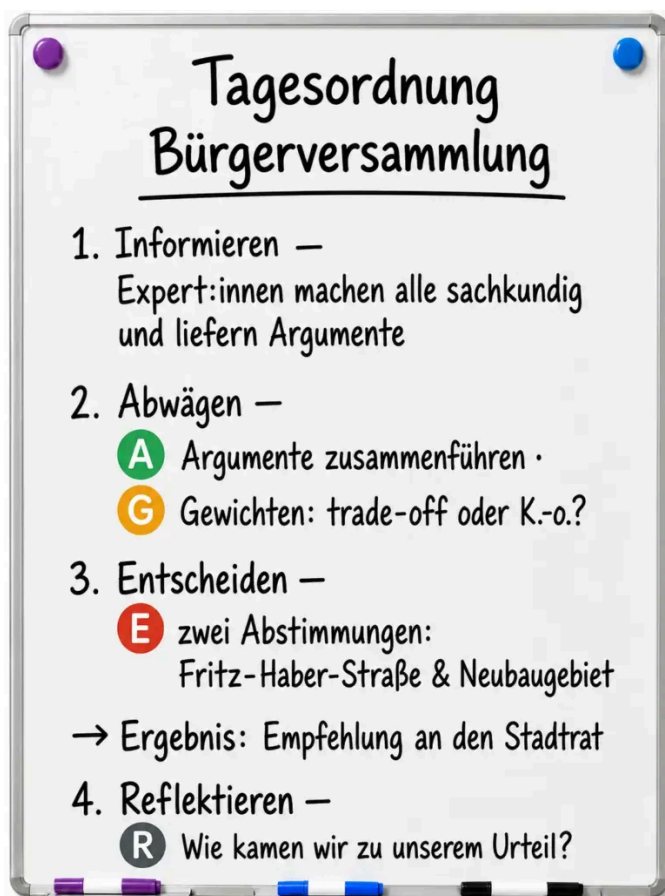 Tagesordnung
Bürgerversammlung
1. Informieren –
Expert:innen machen alle sachkundig
und liefern Argumente
2. Abwägen –
A Argumente zusammenführen ·
G Gewichten: trade-off oder K.-o.?
3. Entscheiden –
E zwei Abstimmungen:
Fritz-Haber-Straße & Neubaugebiet
→ Ergebnis: Empfehlung an den Stadtrat
4. Reflektieren –
R Wie kamen wir zu unserem Urteil?